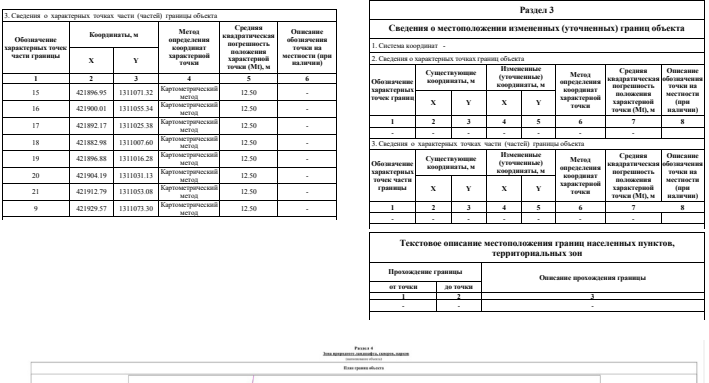 3. Сведения о характерных точках части (частей) границы объекта
Обозначение характерных точек части границы
Координаты, м
Метод определения координат характерной точки
Средняя квадратическая погрешность положения характерной точки (Mt), м
Описание обозначения точки на местности (при наличии)
X Y
1 2 3 4 5 6
15 421896.95 1311071.32 Картометрический метод 12.50 -
16 421900.01 1311055.34 Картометрический метод 12.50 -
17 421892.17 1311025.38 Картометрический метод 12.50 -
18 421882.98 1311007.60 Картометрический метод 12.50 -
19 421896.88 1311016.28 Картометрический метод 12.50 -
20 421904.19 1311031.13 Картометрический метод 12.50 -
21 421912.79 1311053.08 Картометрический метод 12.50 -
9 421929.57 1311073.30 Картометрический метод 12.50 -
Раздел 3
Сведения о местоположении измененных (уточненных) границ объекта
1. Система координат -
2. Сведения о характерных точках границ объекта
Обозначение характерных точек границ
Существующие координаты, м
Измененные (уточненные) координаты, м
Метод определения координат характерной точки
Средняя квадратическая погрешность положения характерной точки (Mt), м
Описание обозначения точки на местности (при наличии)
X Y X Y
1 2 3 4 5 6 7 8
- - - - - - - -
3. Сведения о характерных точках части (частей) границы объекта
Обозначение характерных точек части границы
Существующие координаты, м
Измененные (уточненные) координаты, м
Метод определения координат характерной точки
Средняя квадратическая погрешность положения характерной точки (Mt), м
Описание обозначения точки на местности (при наличии)
X Y X Y
1 2 3 4 5 6 7 8
- - - - - - -
Текстовое описание местоположения границ населенных пунктов,
территориальных зон
Прохождение границы
Описание прохождения границы
от точки до точки
1 2 3
- - -
Раздел 4
План границ объекта